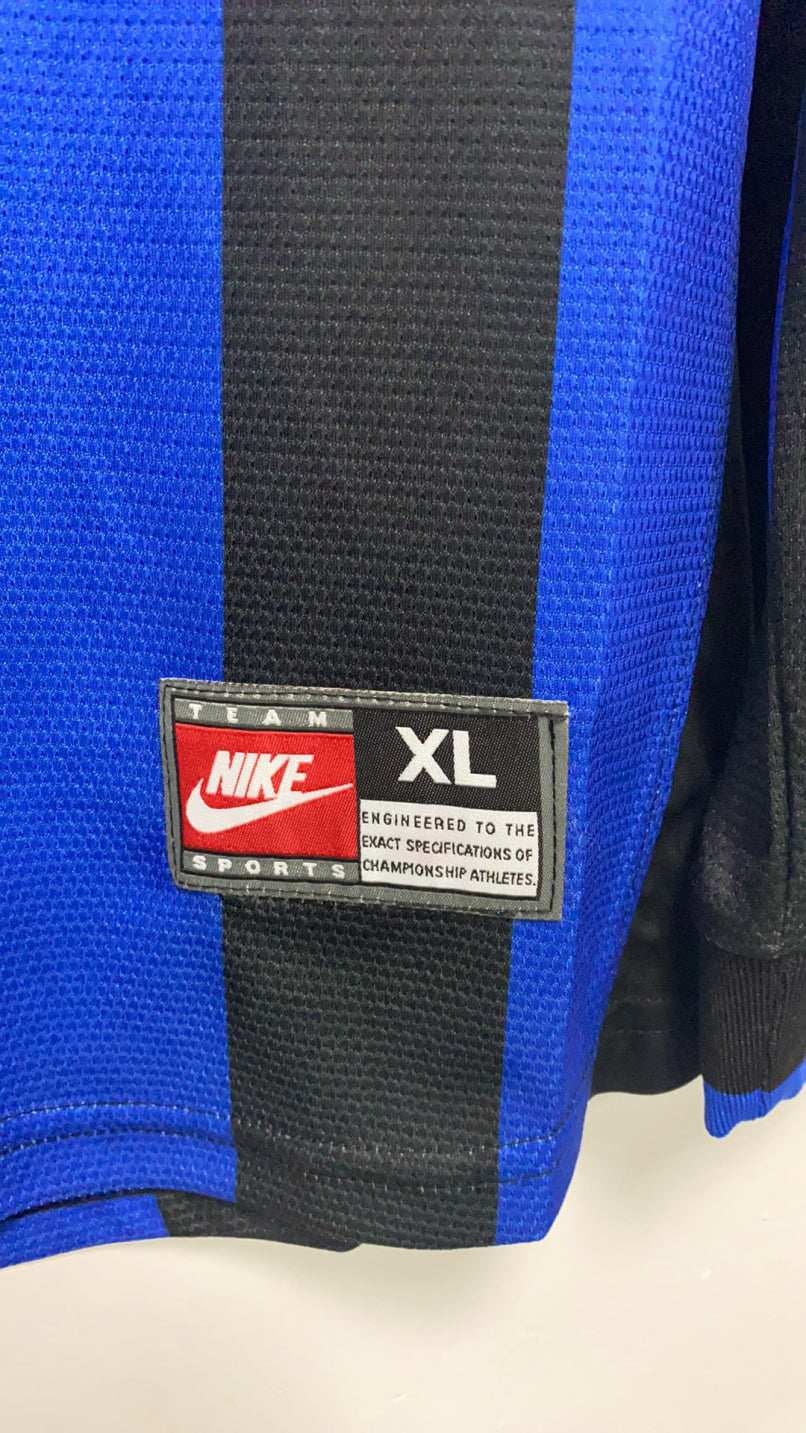 TEAM
NIKE
SPORTS
XL
ENGINEERED TO THE
EXACT SPECIFICATIONS OF
CHAMPIONSHIP ATHLETES.